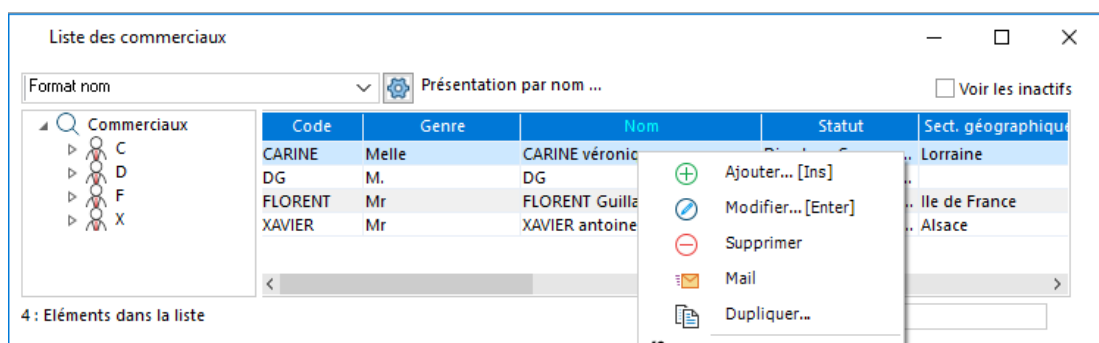 Liste des commerciaux
Format nom Présentation par nom ... Voir les inactifs
Commerciaux
C
D
F
X
Code Genre Nom Statut Sect. géographique
CARINE Melle CARINE Lorraine
DG M. DG
FLORENT Mr FLORENT Ile de France
XAVIER Mr XAVIER antoine Alsace
Ajouter... [Ins]
Modifier... [Enter]
Supprimer
Mail
Dupliquer...
4 : Eléments dans la liste